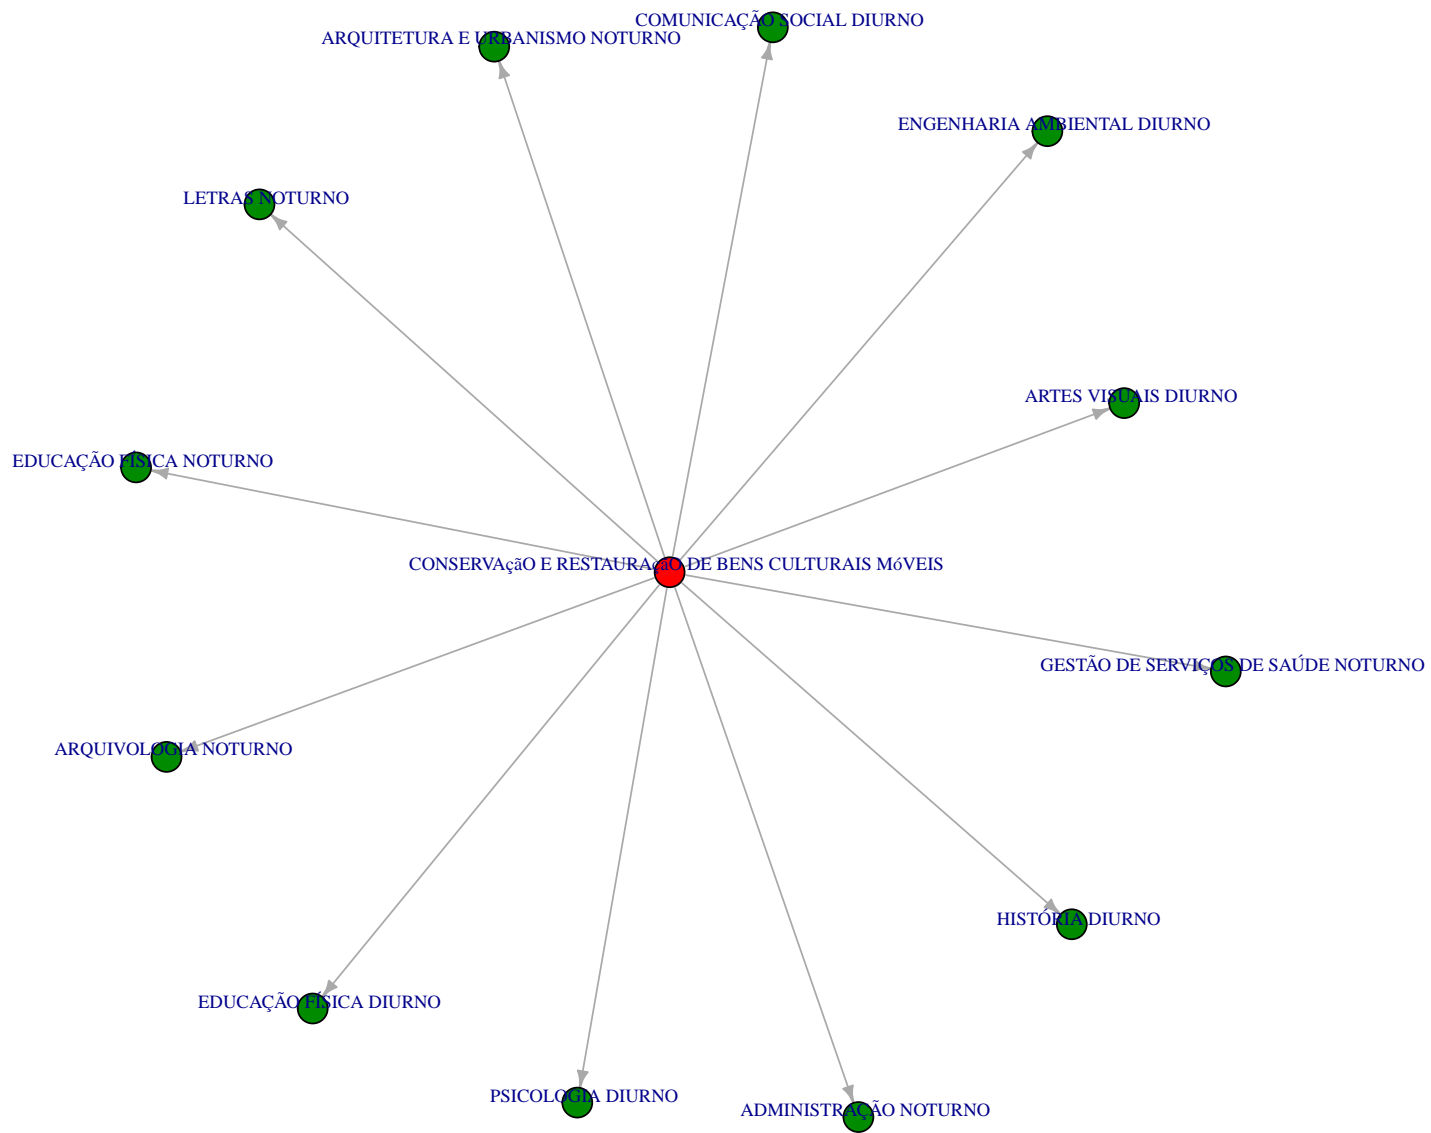 COMUNICAÇÃO SOCIAL DIURNO
ARQUITETURA E URBANISMO NOTURNO
ENGENHARIA AMBIENTAL DIURNO
LETRAS NOTURNO
ARTES VISUAIS DIURNO
EDUCAÇÃO FÍSICA NOTURNO
CONSERVAçãO E RESTAURAçãO DE BENS CULTURAIS MóVEIS
GESTÃO DE SERVIÇOS DE SAÚDE NOTURNO
ARQUIVOLOGIA NOTURNO
HISTÓRIA DIURNO
EDUCAÇÃO FÍSICA DIURNO
PSICOLOGIA DIURNO
ADMINISTRAÇÃO NOTURNO